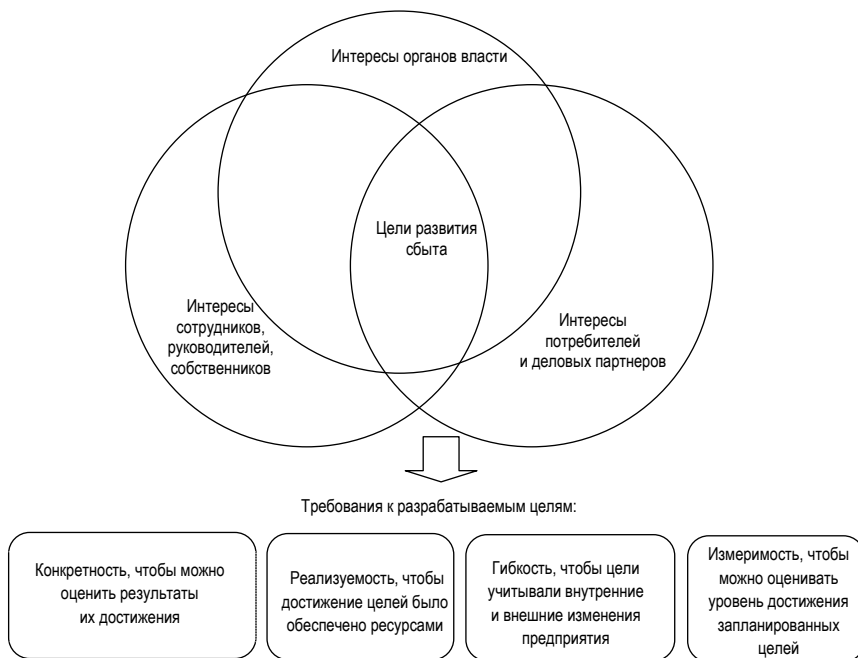 Интересы органов власти
Цели развития
сбыта
Интересы
сотрудников,
руководителей,
собственников
Интересы
потребителей
и деловых партнеров
Требования к разрабатываемым целям:
Конкретность, чтобы можно
оценить результаты
их достижения
Реализуемость, чтобы
достижение целей было
обеспечено ресурсами
Гибкость, чтобы цели
учитывали внутренние
и внешние изменения
предприятия
Измеримость, чтобы
можно оценивать
уровень достижения
запланированных
целей